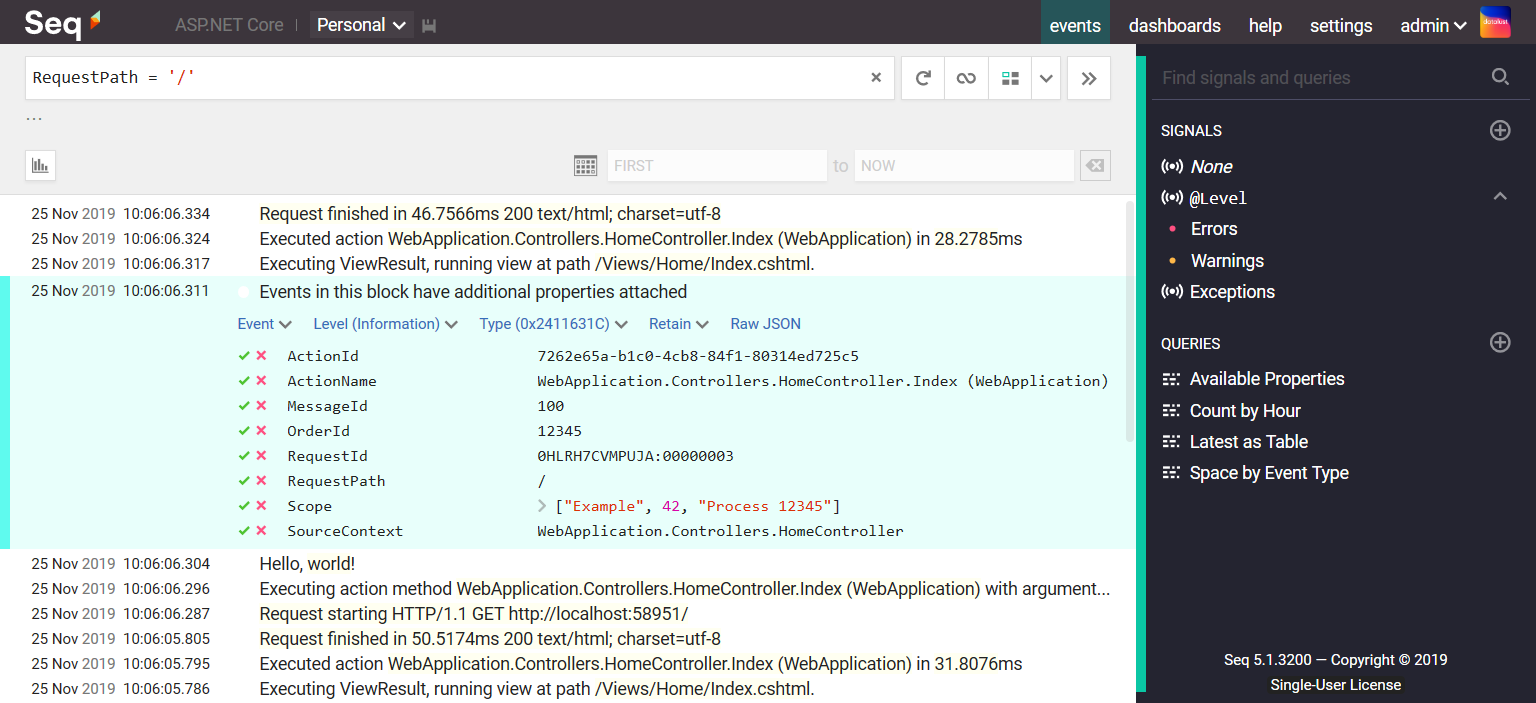 Seq ASP.NET Core | Personal events dashboards help settings admin datalust
RequestPath = '/'
...
FIRST to NOW
25 Nov 2019 10:06:06.334 Request finished in 46.7566ms 200 text/html; charset=utf-8
25 Nov 2019 10:06:06.324 Executed action WebApplication.Controllers.HomeController.Index (WebApplication) in 28.2785ms
25 Nov 2019 10:06:06.317 Executing ViewResult, running view at path /Views/Home/Index.cshtml.
25 Nov 2019 10:06:06.311 Events in this block have additional properties attached
Event Level (Information) Type (0x2411631C) Retain Raw JSON
ActionId 7262e65a-b1c0-4cb8-84f1-80314ed725c5
ActionName WebApplication.Controllers.HomeController.Index (WebApplication)
MessageId 100
OrderId 12345
RequestId 0HLRH7CVMPUJA:00000003
RequestPath /
Scope ["Example", 42, "Process 12345"]
SourceContext WebApplication.Controllers.HomeController
25 Nov 2019 10:06:06.304 Hello, world!
25 Nov 2019 10:06:06.296 Executing action method WebApplication.Controllers.HomeController.Index (WebApplication) with argument...
25 Nov 2019 10:06:06.287 Request starting HTTP/1.1 GET http://localhost:58951/
25 Nov 2019 10:06:05.805 Request finished in 50.5174ms 200 text/html; charset=utf-8
25 Nov 2019 10:06:05.795 Executed action WebApplication.Controllers.HomeController.Index (WebApplication) in 31.8076ms
25 Nov 2019 10:06:05.786 Executing ViewResult, running view at path /Views/Home/Index.cshtml.
Find signals and queries
SIGNALS
None
@Level
Errors
Warnings
Exceptions
QUERIES
Available Properties
Count by Hour
Latest as Table
Space by Event Type
Seq 5.1.3200 — Copyright © 2019
Single-User License